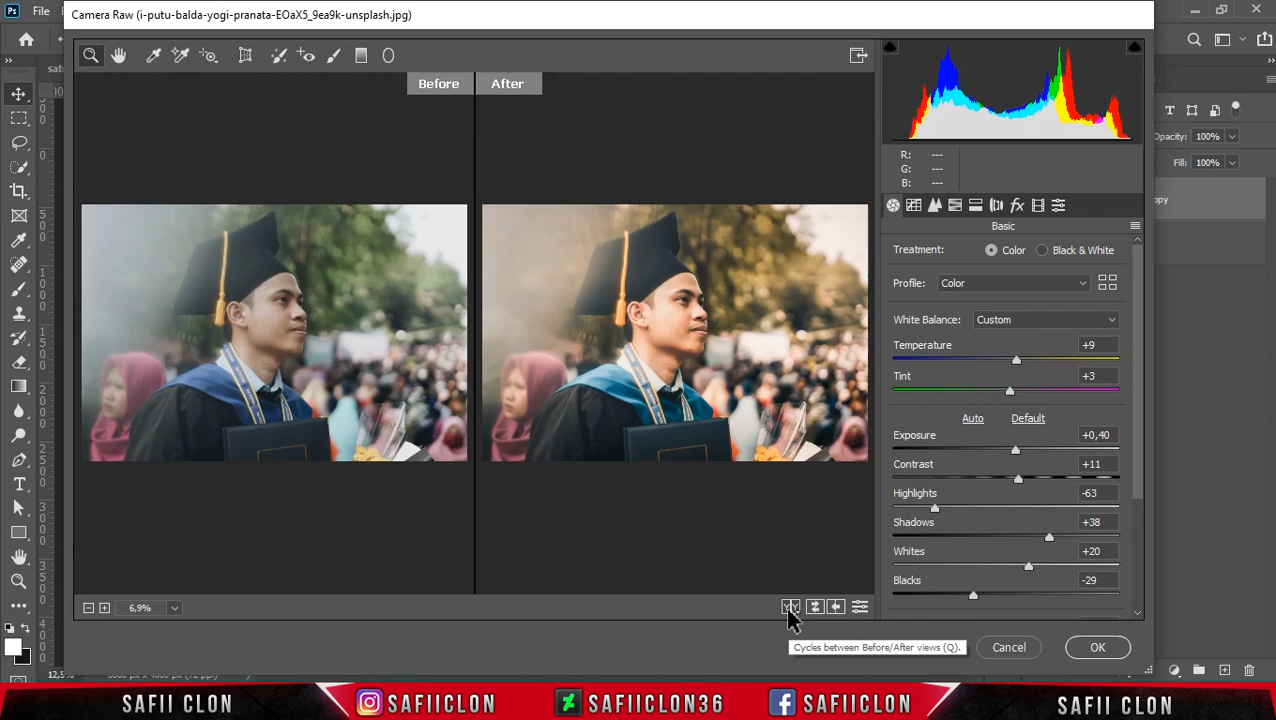 Ps File
Camera Raw (i-putu-balda-yogi-pranata-EOaX5_9ea9k-unsplash.jpg)
Before After
R: ---
G: ---
B: ---
Basic
Treatment: Color Black & White
Profile: Color
White Balance: Custom
Temperature +9
Tint +3
Auto Default
Exposure +0,40
Contrast +11
Highlights -63
Shadows +38
Whites +20
Blacks -29
Opacity: 100%
Fill: 100%
opy
6,9%
Cycles between Before/After views (Q).
Cancel OK
SAFII CLON SAFIICLON SAFIICLON36 SAFIICLON SAFII CLON